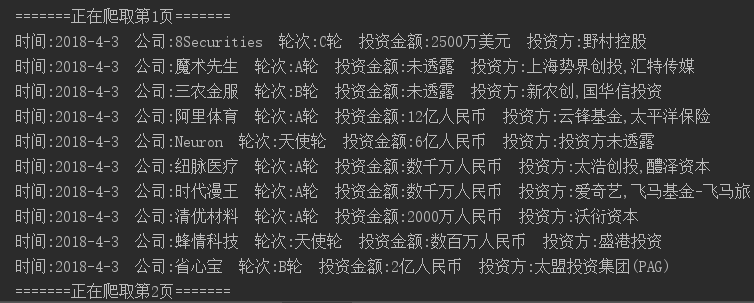 =======正在爬取第1页=======
时间:2018-4-3 公司:8Securities 轮次:C轮 投资金额:2500万美元 投资方:野村控股
时间:2018-4-3 公司:魔术先生 轮次:A轮 投资金额:未透露 投资方:上海势界创投,汇特传媒
时间:2018-4-3 公司:三农金服 轮次:B轮 投资金额:未透露 投资方:新农创,国华信投资
时间:2018-4-3 公司:阿里体育 轮次:A轮 投资金额:12亿人民币 投资方:云锋基金,太平洋保险
时间:2018-4-3 公司:Neuron 轮次:天使轮 投资金额:6亿人民币 投资方:投资方未透露
时间:2018-4-3 公司:纽脉医疗 轮次:A轮 投资金额:数千万人民币 投资方:太浩创投,醴泽资本
时间:2018-4-3 公司:时代漫王 轮次:A轮 投资金额:数千万人民币 投资方:爱奇艺,飞马基金-飞马旅
时间:2018-4-3 公司:清优材料 轮次:A轮 投资金额:2000万人民币 投资方:沃衍资本
时间:2018-4-3 公司:蜂情科技 轮次:天使轮 投资金额:数百万人民币 投资方:盛港投资
时间:2018-4-3 公司:省心宝 轮次:B轮 投资金额:2亿人民币 投资方:太盟投资集团(PAG)
=======正在爬取第2页=======